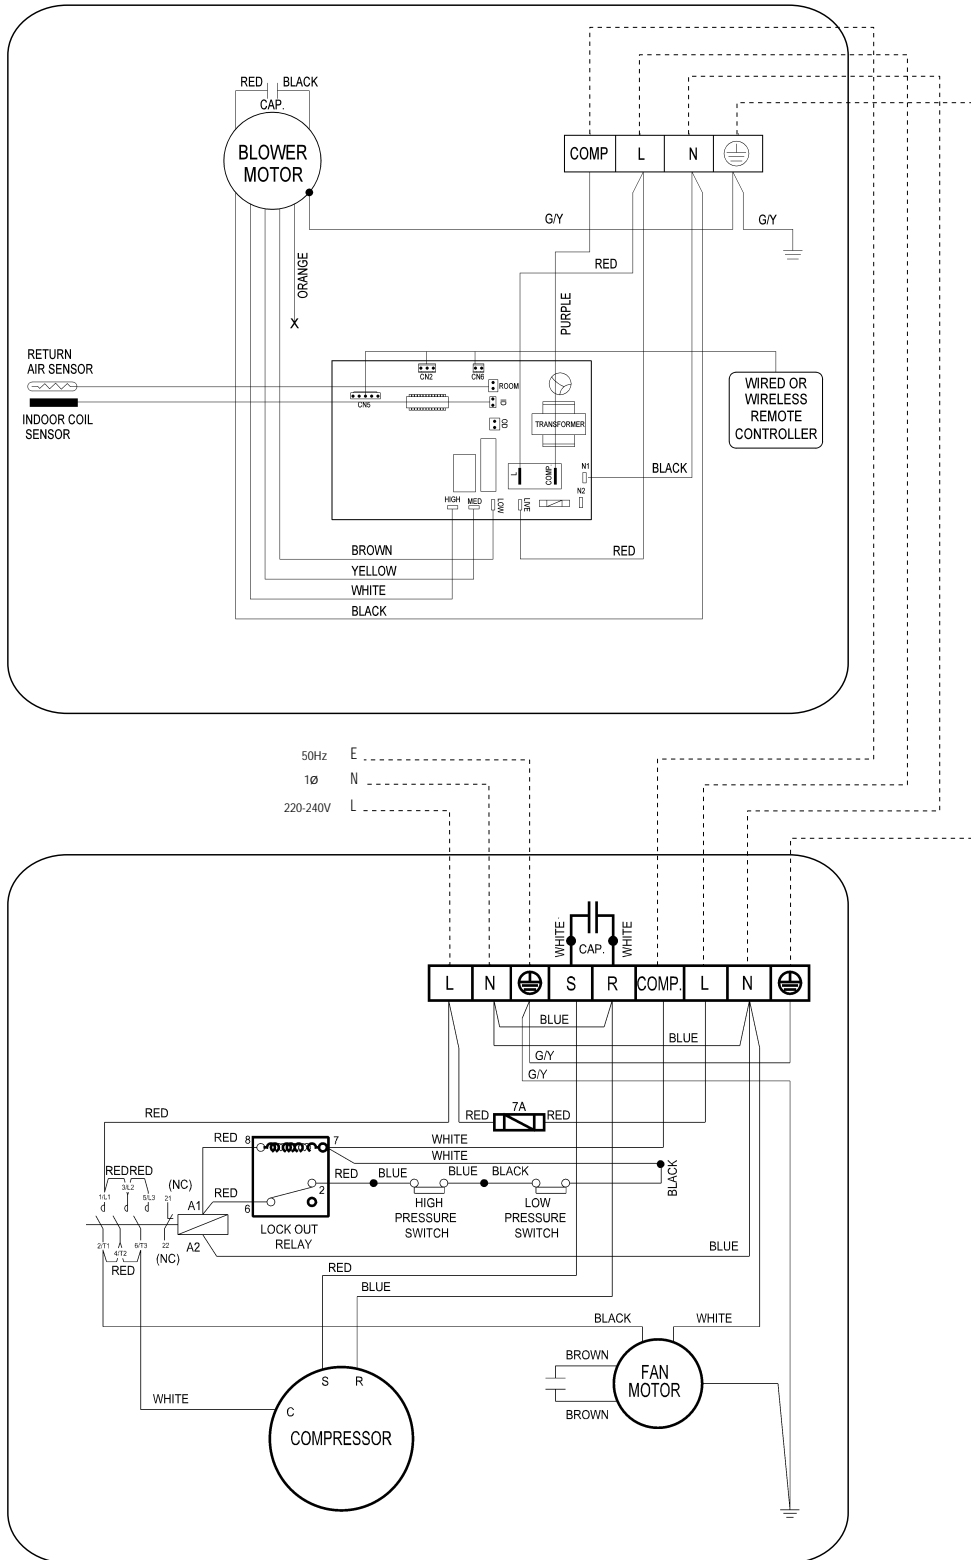 RED BLACK
CAP.
BLOWER
MOTOR
COMP L N
G/Y G/Y
ORANGE
RED
PURPLE
X
RETURN
AIR SENSOR
INDOOR COIL
SENSOR
CN2 CN6
ROOM
CN5
ID
OD
TRANSFORMER
WIRED OR
WIRELESS
REMOTE
CONTROLLER
L COMP N1
BLACK
N2
HIGH MED LOW LIVE
BROWN
RED
YELLOW
WHITE
BLACK
50Hz E
1Ø N
220-240V L
WHITE CAP. WHITE
L N S R COMP. L N
BLUE
BLUE
G/Y
G/Y
RED
RED 7A RED
RED 8 7 WHITE
WHITE
RED BLUE BLUE BLACK
BLACK
REDRED
(NC)
1/L1 3/L2 5/L3 21
RED
A1 6 2
HIGH
PRESSURE
SWITCH
LOW
PRESSURE
SWITCH
LOCK OUT
RELAY
A2
2/T1 4/T2 6/T3 22
(NC)
RED
BLUE
RED
BLUE
BLACK WHITE
BROWN
FAN
MOTOR
BROWN
S R
WHITE
C
COMPRESSOR